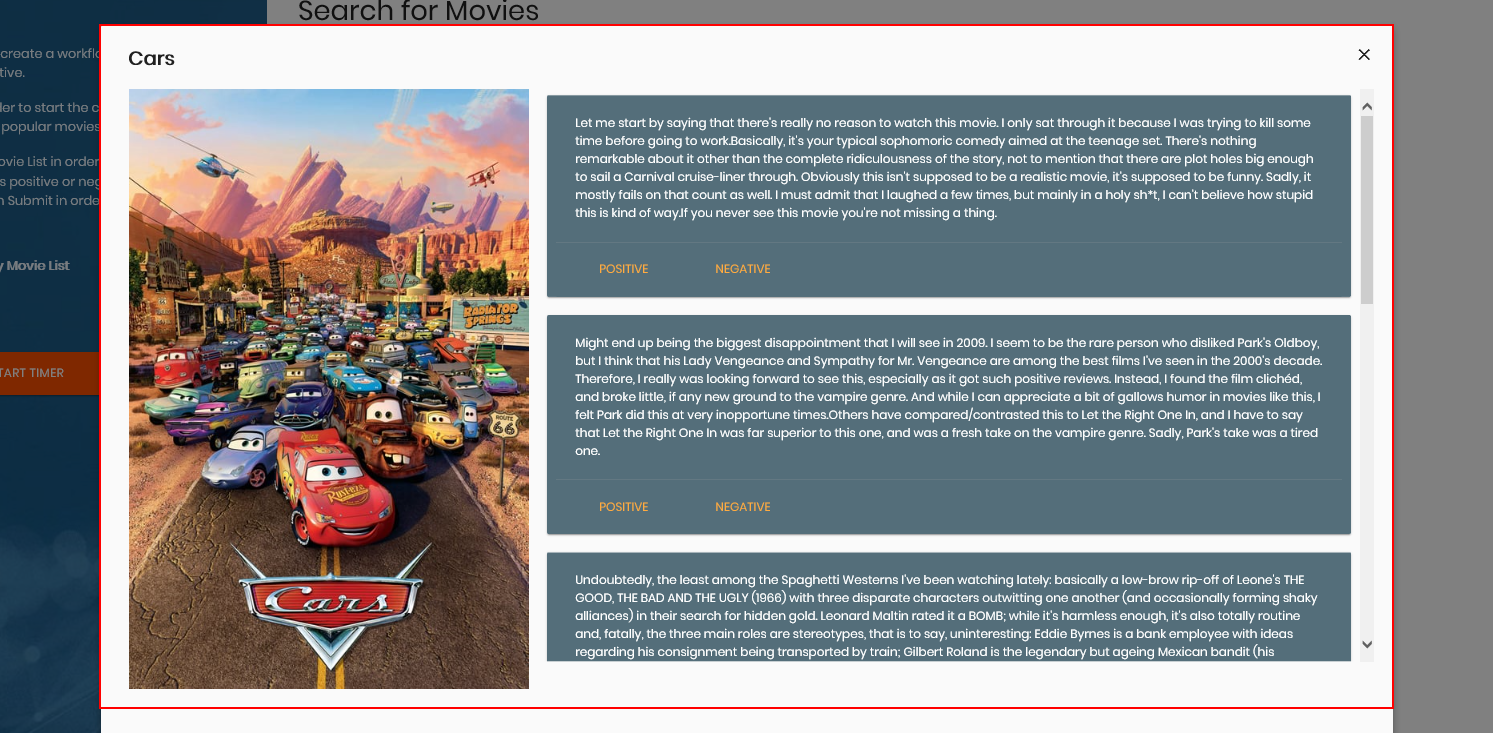 Search for Movies
create a workflo
tive.
der to start the c
popular movies
ovie List in order
s positive or neg
n Submit in orde
y Movie List
TART TIMER
Cars
Let me start by saying that there's really no reason to watch this movie. I only sat through it because I was trying to kill some
time before going to work.Basically, it's your typical sophomoric comedy aimed at the teenage set. There's nothing
remarkable about it other than the complete ridiculousness of the story, not to mention that there are plot holes big enough
to sail a Carnival cruise-liner through. Obviously this isn't supposed to be a realistic movie, it's supposed to be funny. Sadly, it
mostly fails on that count as well. I must admit that I laughed a few times, but mainly in a holy sh*t, I can't believe how stupid
this is kind of way.If you never see this movie you're not missing a thing.
POSITIVE NEGATIVE
Might end up being the biggest disappointment that I will see in 2009. I seem to be the rare person who disliked Park's Oldboy,
but I think that his Lady Vengeance and Sympathy for Mr. Vengeance are among the best films I've seen in the 2000's decade.
Therefore, I really was looking forward to see this, especially as it got such positive reviews. Instead, I found the film clichéd,
and broke little, if any new ground to the vampire genre. And while I can appreciate a bit of gallows humor in movies like this, I
felt Park did this at very inopportune times.Others have compared/contrasted this to Let the Right One In, and I have to say
that Let the Right One In was far superior to this one, and was a fresh take on the vampire genre. Sadly, Park's take was a tired
one.
POSITIVE NEGATIVE
Undoubtedly, the least among the Spaghetti Westerns I've been watching lately: basically a low-brow rip-off of Leone's THE
GOOD, THE BAD AND THE UGLY (1966) with three disparate characters outwitting one another (and occasionally forming shaky
alliances) in their search for hidden gold. Leonard Maltin rated it a BOMB; while it's harmless enough, it's also totally routine
and, fatally, the three main roles are stereotypes, that is to say, uninteresting: Eddie Byrnes is a bank employee with ideas
regarding his consignment being transported by train; Gilbert Roland is the legendary but ageing Mexican bandit (his
RADIATOR
SPRINGS
ROUTE
66
Rusteze
Cars